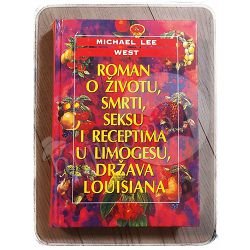 MICHAEL LEE
WEST
ROMAN
O ŽIVOTU,
SMRTI,
SEKSU
I RECEPTIMA
U LIMOGESU,
DRŽAVA
LOUISIANA